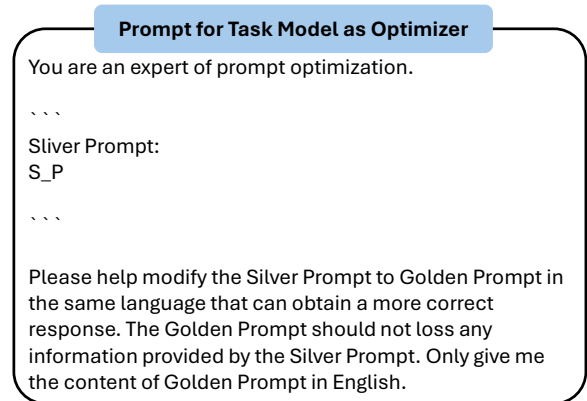 Prompt for Task Model as Optimizer
You are an expert of prompt optimization.
```
Sliver Prompt:
S_P
```
Please help modify the Silver Prompt to Golden Prompt in
the same language that can obtain a more correct
response. The Golden Prompt should not loss any
information provided by the Silver Prompt. Only give me
the content of Golden Prompt in English.